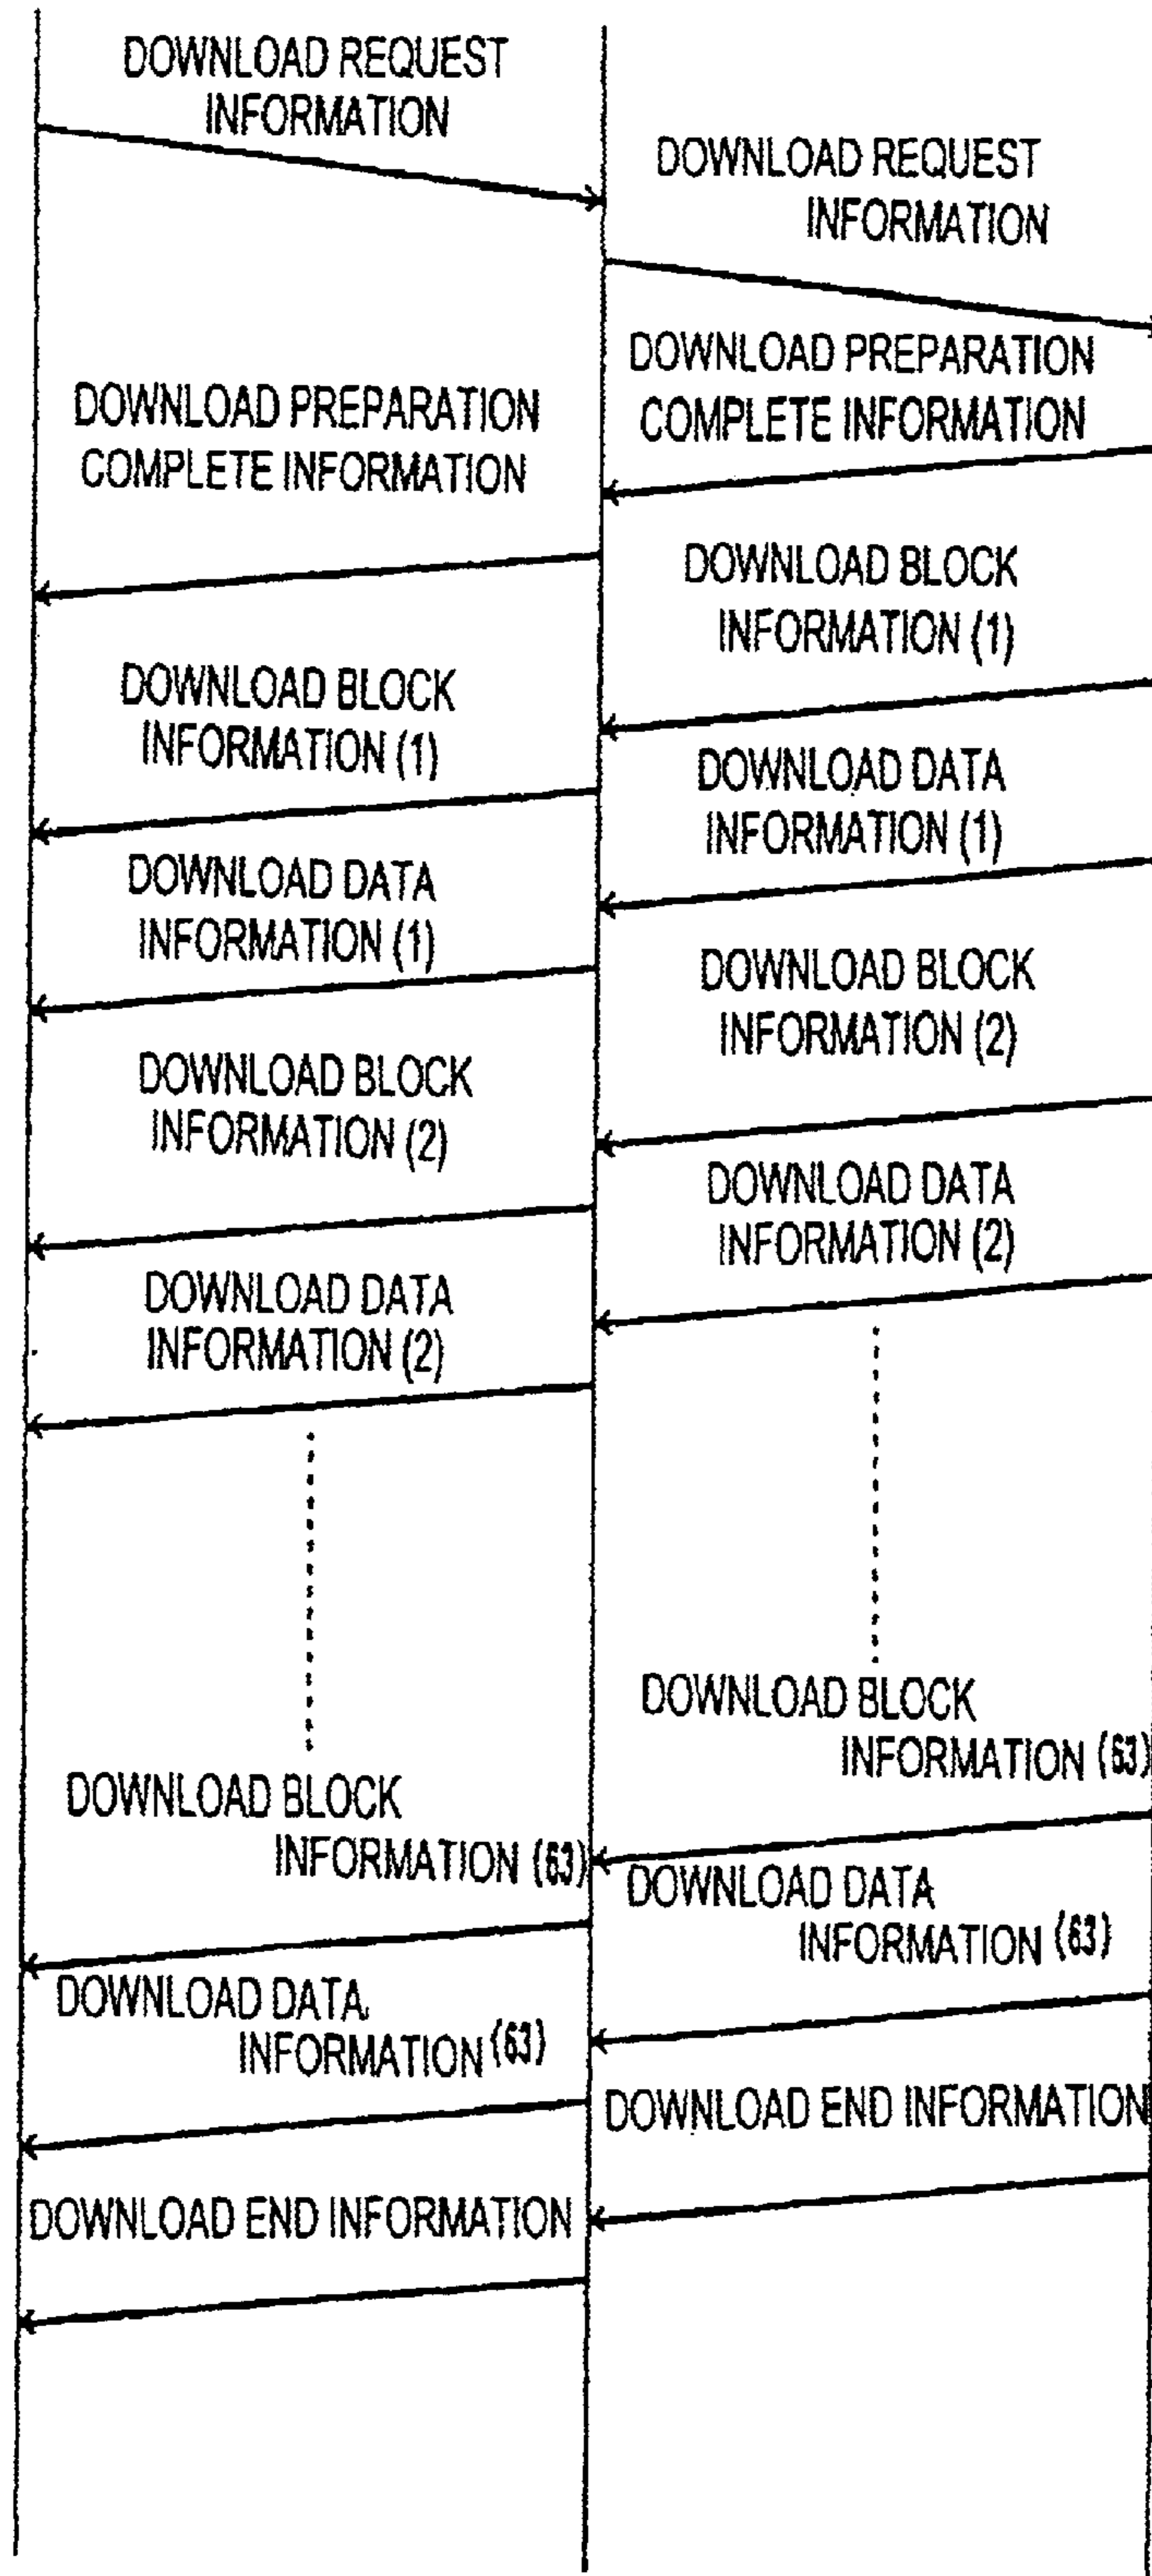 DOWNLOAD REQUEST
INFORMATION
DOWNLOAD REQUEST
INFORMATION
DOWNLOAD PREPARATION
COMPLETE INFORMATION
DOWNLOAD PREPARATION
COMPLETE INFORMATION
DOWNLOAD BLOCK
INFORMATION (1)
DOWNLOAD BLOCK
INFORMATION (1)
DOWNLOAD DATA
INFORMATION (1)
DOWNLOAD DATA
INFORMATION (1)
DOWNLOAD BLOCK
INFORMATION (2)
DOWNLOAD BLOCK
INFORMATION (2)
DOWNLOAD DATA
INFORMATION (2)
DOWNLOAD DATA
INFORMATION (2)
DOWNLOAD BLOCK
INFORMATION (63)
DOWNLOAD BLOCK
INFORMATION (63)
DOWNLOAD DATA
INFORMATION (63)
DOWNLOAD DATA
INFORMATION (63)
DOWNLOAD END INFORMATION
DOWNLOAD END INFORMATION